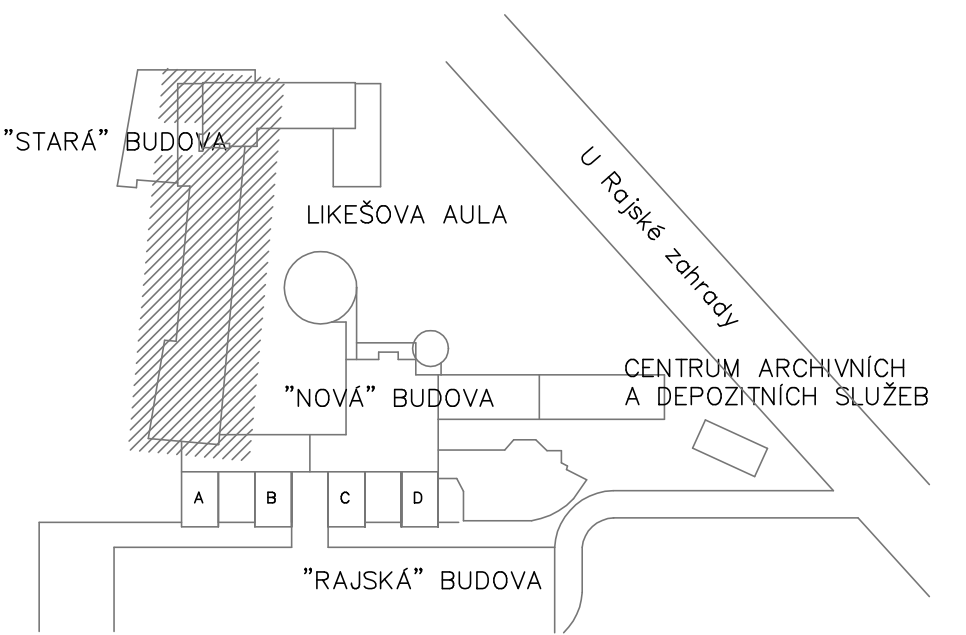 "STARÁ" BUDOVA
U Rajské zahrady
LIKEŠOVA AULA
CENTRUM ARCHIVNÍCH
A DEPOZITNÍCH SLUŽEB
"NOVÁ" BUDOVA
A B C D
"RAJSKÁ" BUDOVA